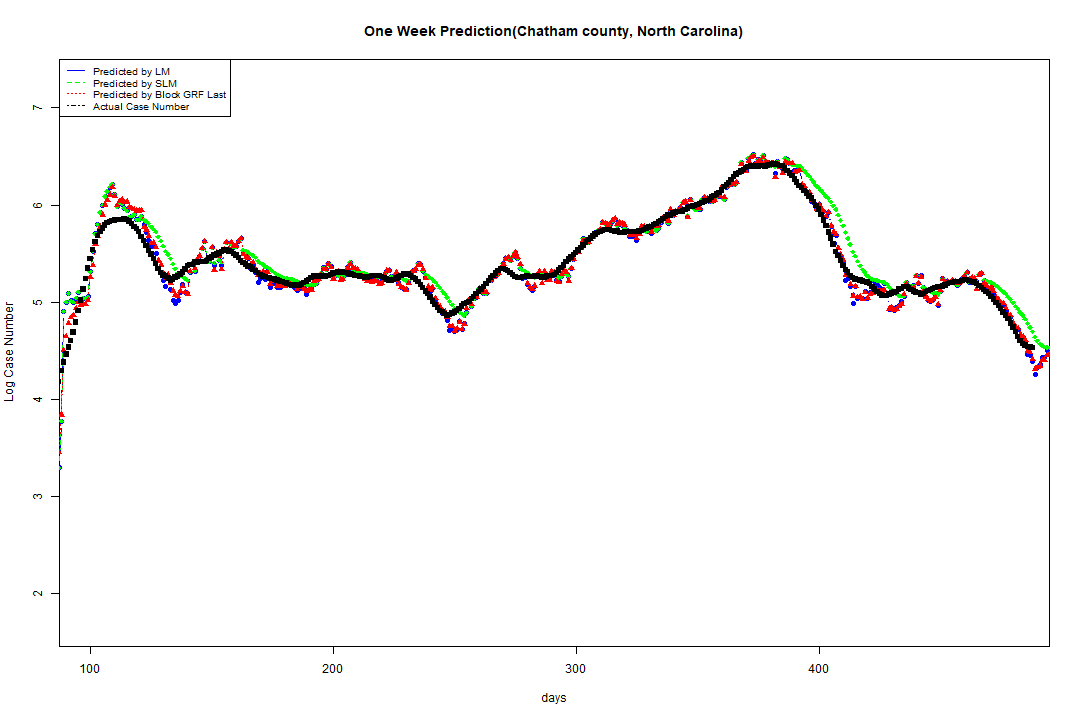 One Week Prediction(Chatham county, North Carolina)
Predicted by LM
Predicted by SLM
Predicted by Block GRF Last
Actual Case Number
7
6
5
4
3
2
Log Case Number
100 200 300 400
days